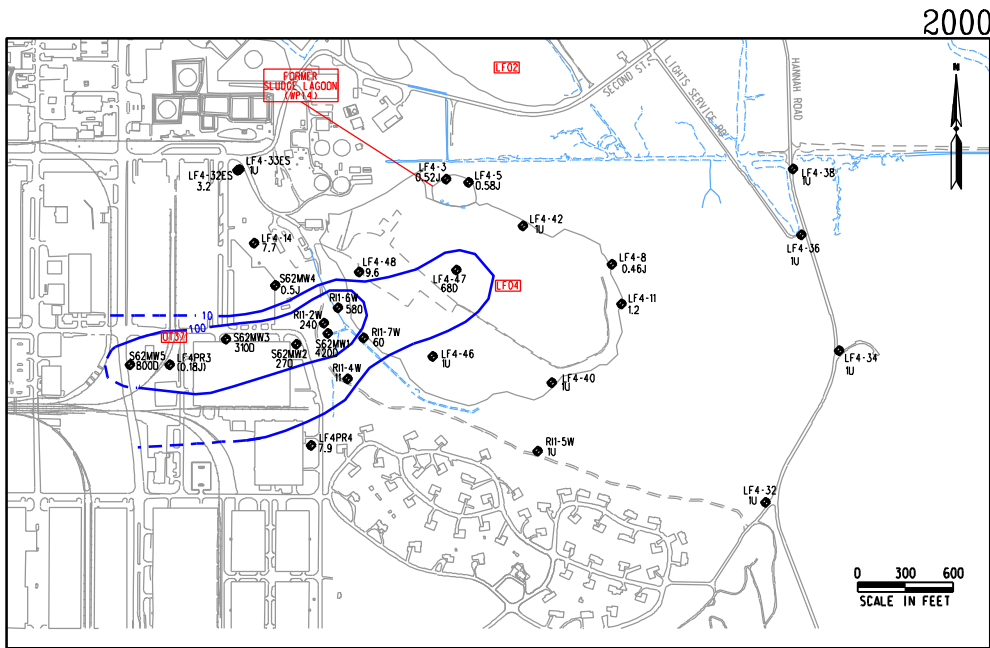 2000
FORMER
SLUDGE LAGOON
(WP14)
LF02
SECOND ST.
LIGHTS SERVICE RD.
HANNAH ROAD
N
LF4-33ES
1U
LF4-32ES
3.2
LF4-3
0.52J
LF4-5
0.58J
LF4-38
1U
LF4-42
1U
LF4-36
1U
LF4-14
7.7
LF4-48
9.6
LF4-47
68D
LF4-8
0.46J
S62MW4
0.5J
LF04
LF4-11
1.2
RI1-6W
580
10
100
RI1-2W
240
OT37
S62MW3
310D
S62MW1
420D
RI1-7W
60
S62MW2
270
LF4-46
1U
LF4-34
1U
S62MW5
800D
LF4PR3
(0.18J)
RI1-4W
11
LF4-40
1U
LF4PR4
7.9
RI1-5W
1U
LF4-32
1U
0 300 600
SCALE IN FEET